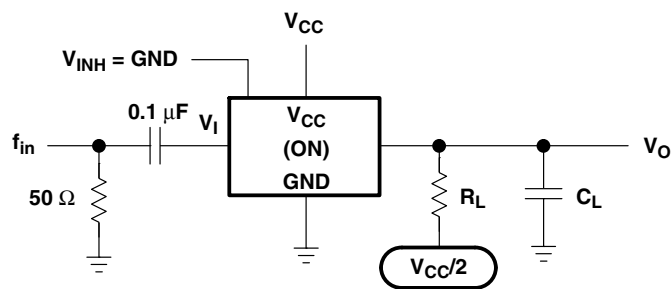 VCC
VINH = GND
0.1 μF
VI
VCC
(ON)
GND
fin
50 Ω
RL
CL
VO
VCC/2